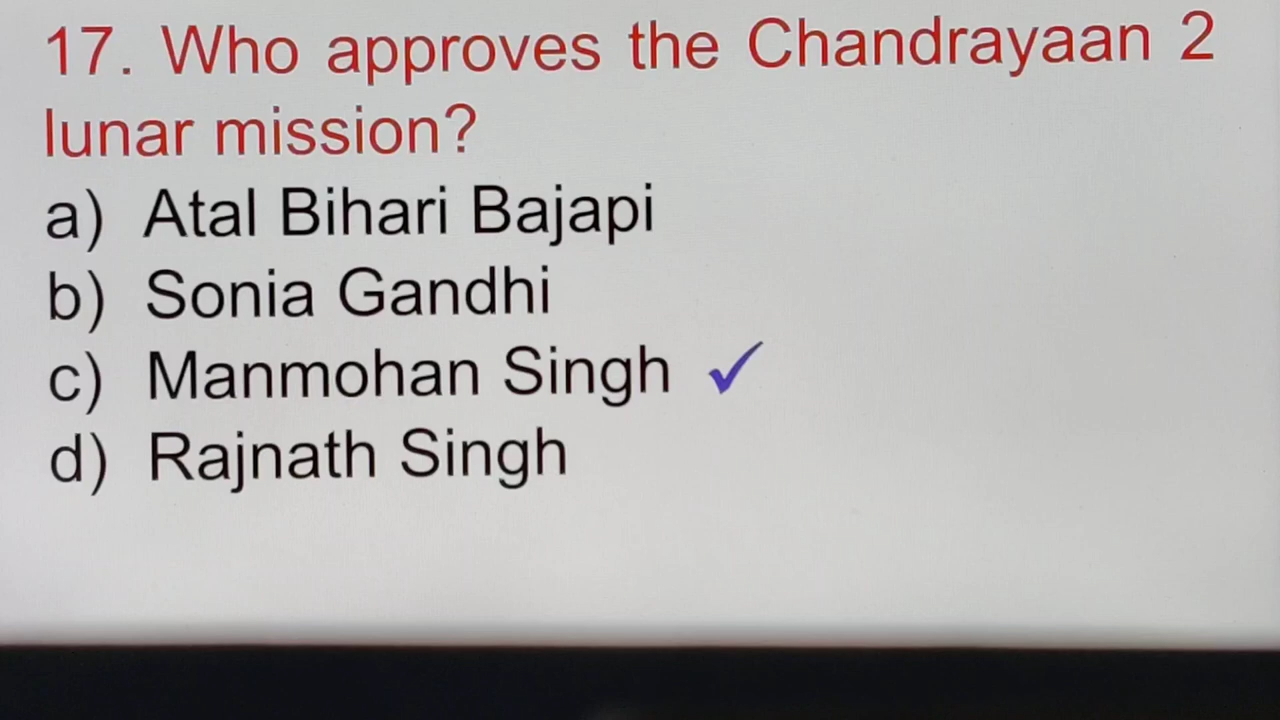 17. Who approves the Chandrayaan 2
lunar mission?
a) Atal Bihari Bajapi
b) Sonia Gandhi
c) Manmohan Singh ✓
d) Rajnath Singh